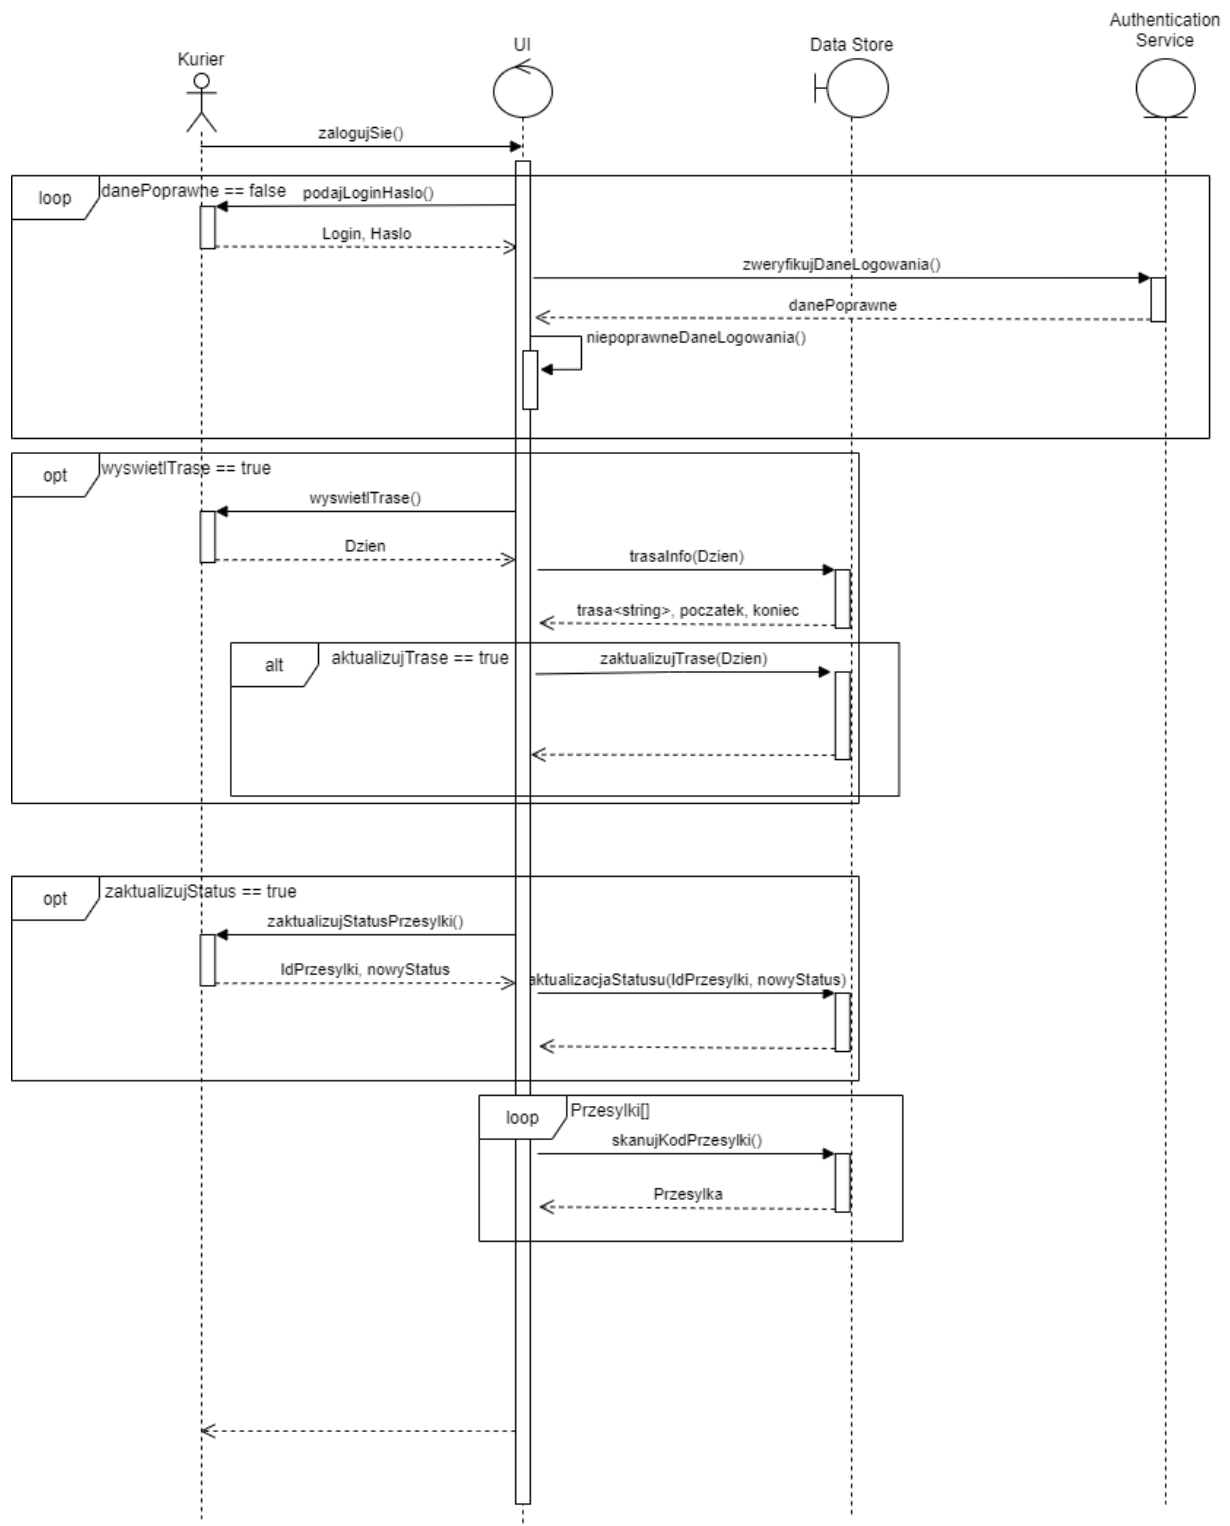 Authentication
Service
Kurier
UI
Data Store
zalogujSie()
loop
danePoprawne == false
podajLoginHaslo()
Login, Haslo
zweryfikujDaneLogowania()
danePoprawne
niepoprawneDaneLogowania()
opt
wyswietlTrase == true
wyswietlTrase()
Dzien
trasaInfo(Dzien)
trasa<string>, poczatek, koniec
alt
aktualizujTrase == true
zaktualizujTrase(Dzien)
opt
zaktualizujStatus == true
zaktualizujStatusPrzesylki()
IdPrzesylki, nowyStatus
aktualizacjaStatusu(IdPrzesylki, nowyStatus)
loop
Przesylki[]
skanujKodPrzesylki()
Przesylka